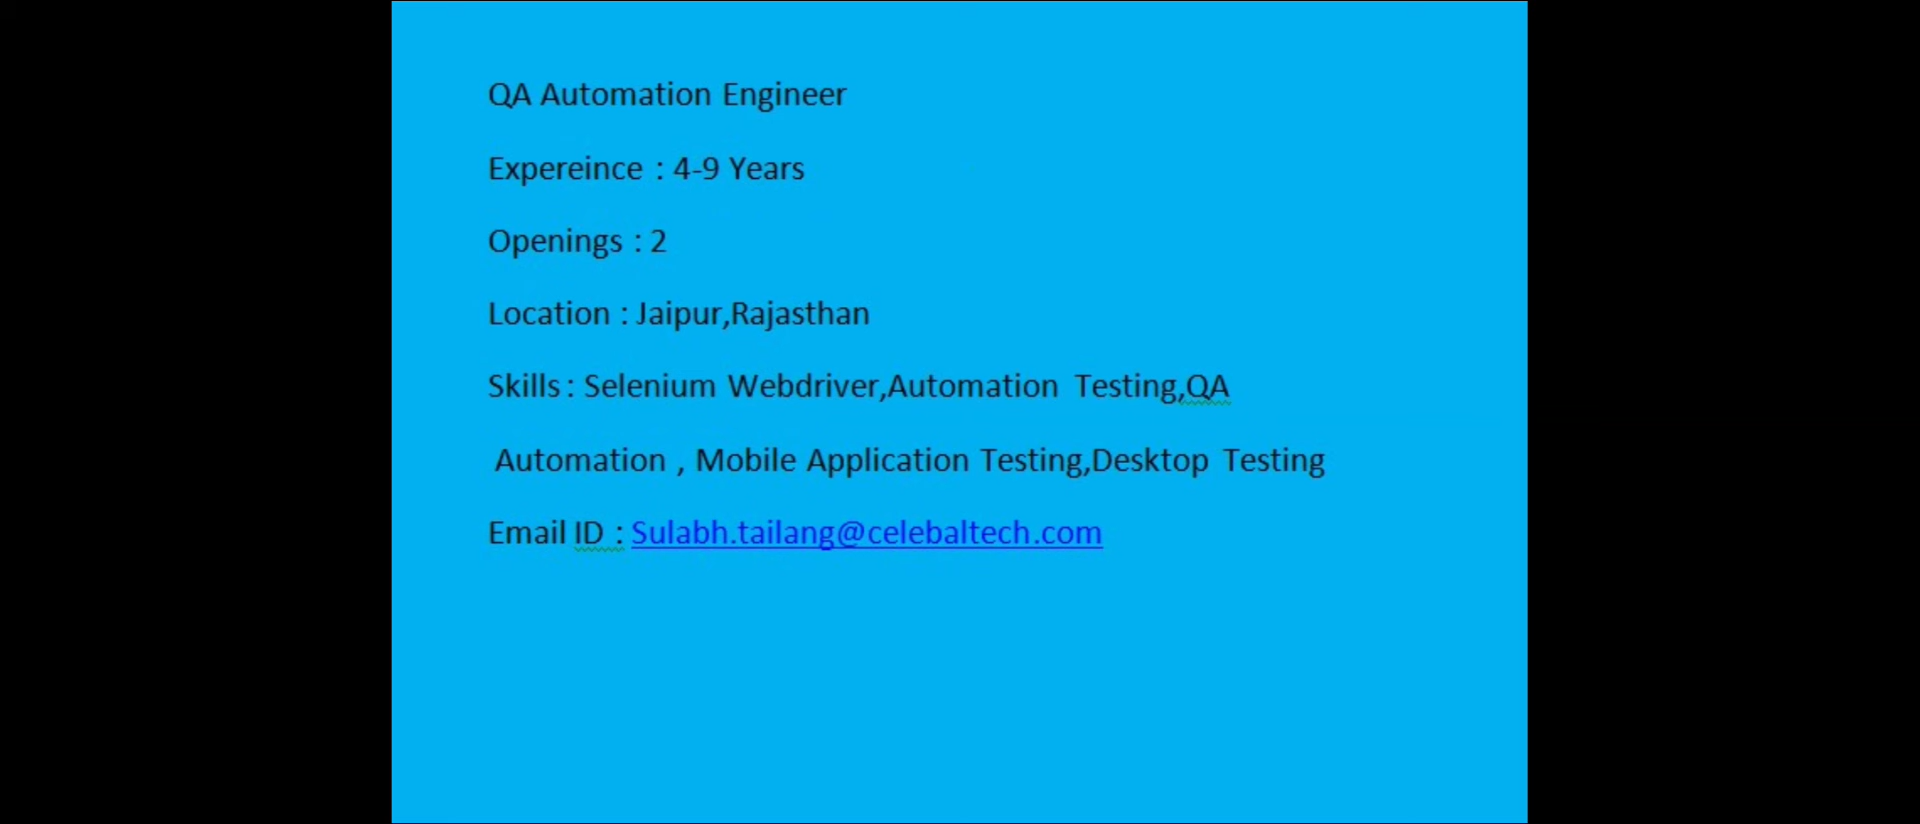 QA Automation Engineer
Expereince : 4-9 Years
Openings : 2
Location : Jaipur,Rajasthan
Skills : Selenium Webdriver,Automation Testing,QA
Automation , Mobile Application Testing,Desktop Testing
Email ID : Sulabh.tailang@celebaltech.com